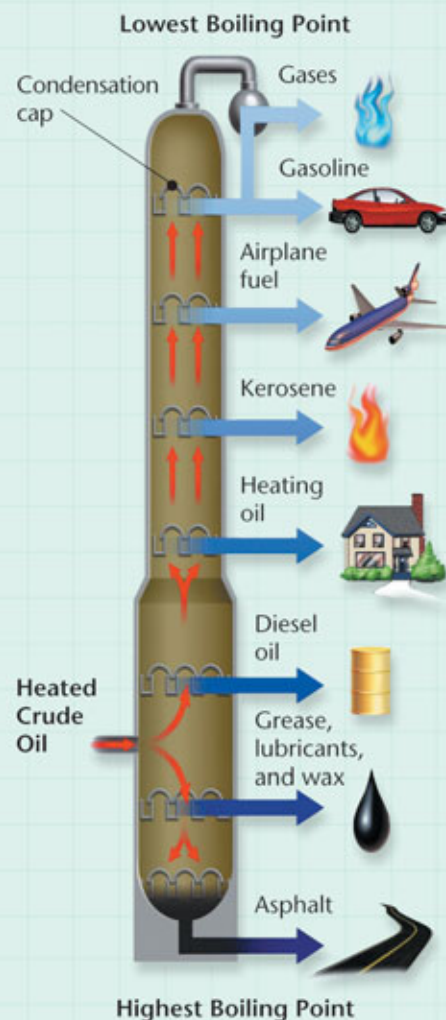 Lowest Boiling Point
Condensation
cap
Gases
Gasoline
Airplane
fuel
Kerosene
Heating
oil
Diesel
oil
Heated
Crude
Oil
Grease,
lubricants,
and wax
Asphalt
Highest Boiling Point